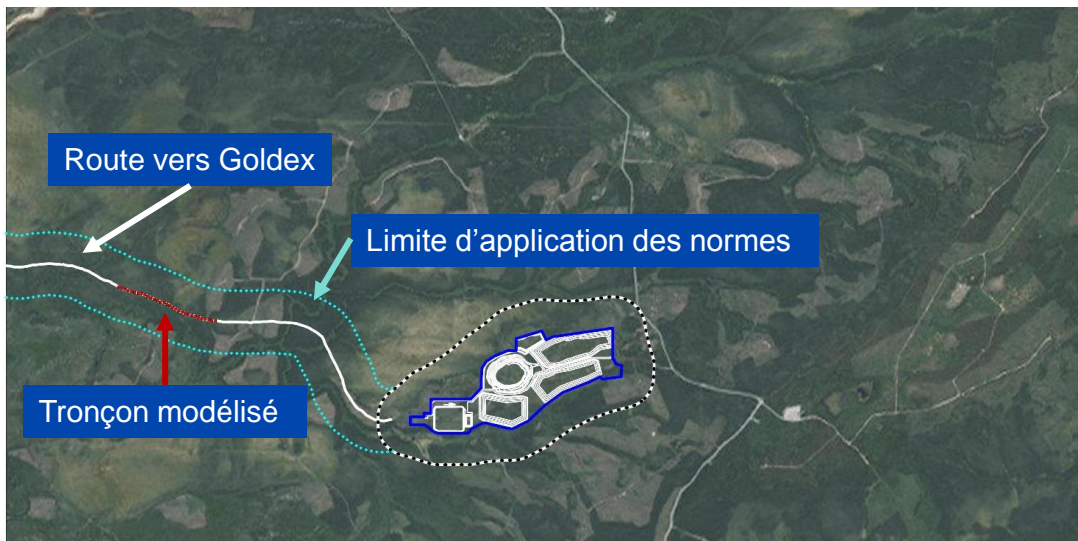 Route vers Goldex
Limite d'application des normes
Tronçon modélisé